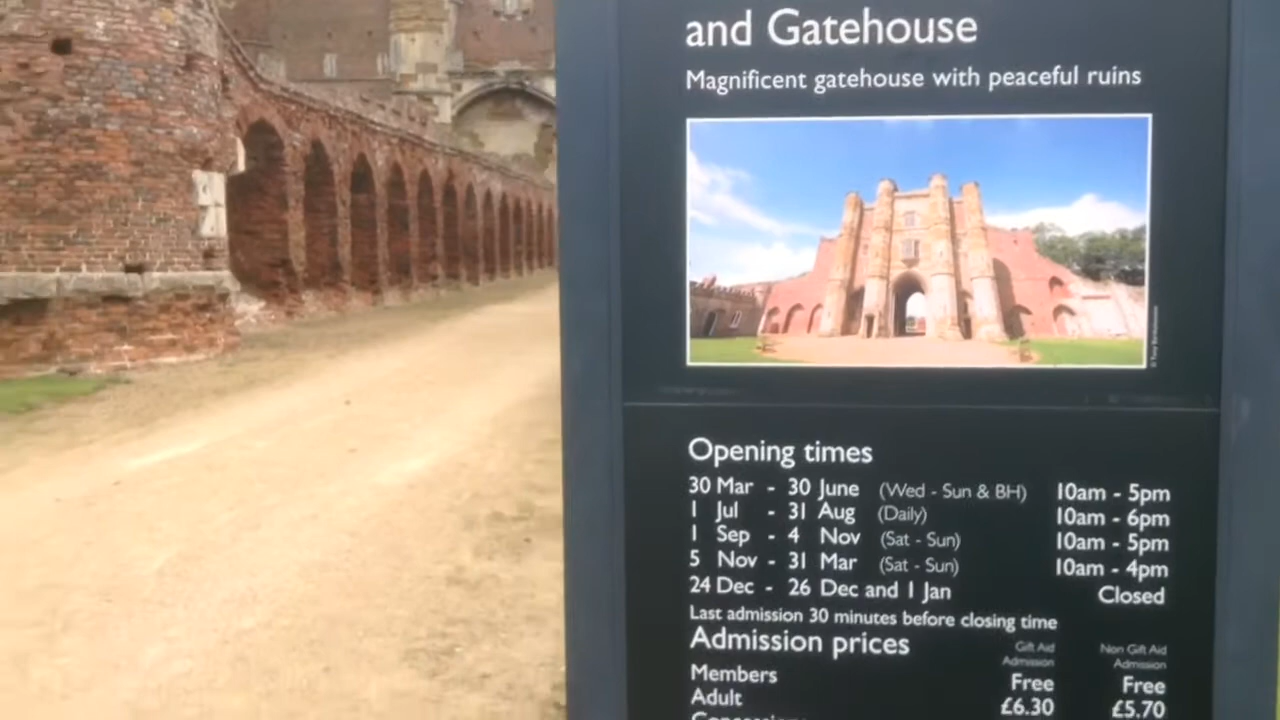 and Gatehouse
Magnificent gatehouse with peaceful ruins
Opening times
30 Mar - 30 June (Wed - Sun & BH) 10am - 5pm
1 Jul - 31 Aug (Daily) 10am - 6pm
1 Sep - 4 Nov (Sat - Sun) 10am - 5pm
5 Nov - 31 Mar (Sat - Sun) 10am - 4pm
24 Dec - 26 Dec and 1 Jan Closed
Last admission 30 minutes before closing time
Admission prices
Gift Aid Admission
Non Gift Aid Admission
Members Free Free
Adult £6.30 £5.70